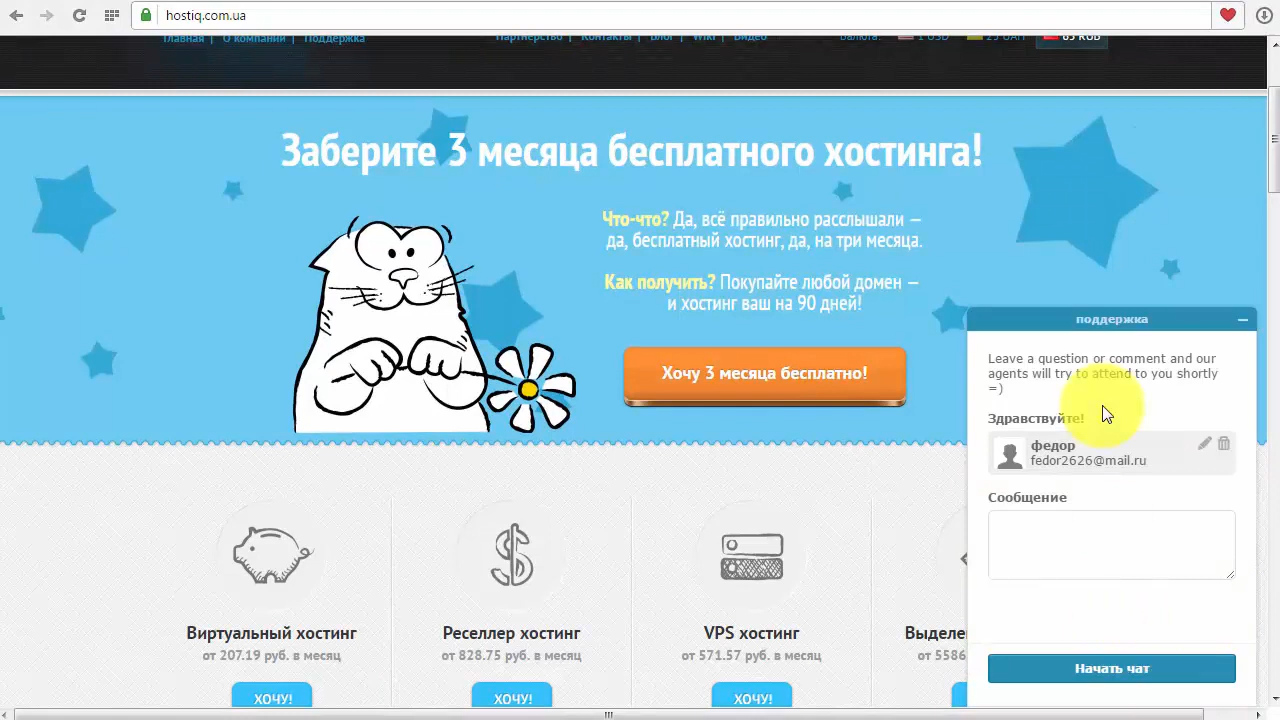 hostiq.com.ua
Главная | О компании | Поддержка
Партнёрство | Контакты | Блог | Wiki | Видео
Валюта: 1 USD 25 UAH 65 RUB
Заберите 3 месяца бесплатного хостинга!
Что-что? Да, всё правильно расслышали —
да, бесплатный хостинг, да, на три месяца.
Как получить? Покупайте любой домен —
и хостинг ваш на 90 дней!
Хочу 3 месяца бесплатно!
поддержка
Leave a question or comment and our
agents will try to attend to you shortly
=)
Здравствуйте!
федор
fedor2626@mail.ru
Сообщение
Начать чат
Виртуальный хостинг
от 207.19 руб. в месяц
ХОЧУ!
Реселлер хостинг
от 828.75 руб. в месяц
ХОЧУ!
VPS хостинг
от 571.57 руб. в месяц
ХОЧУ!
Выделе
от 5586